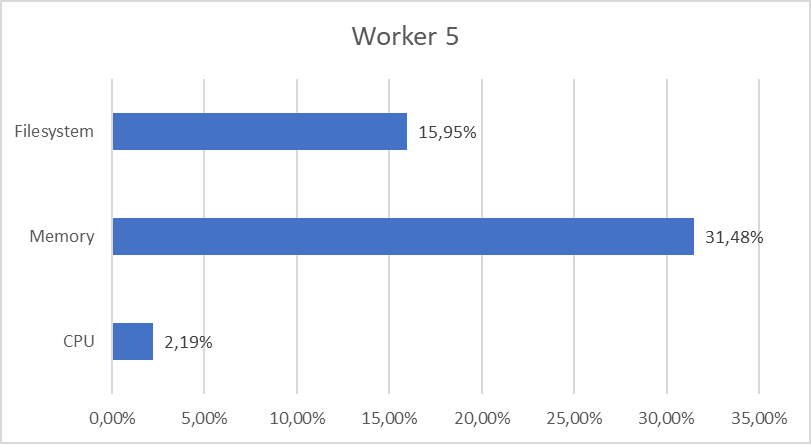 Worker 5
Filesystem 15,95%
Memory 31,48%
CPU 2,19%
0,00% 5,00% 10,00% 15,00% 20,00% 25,00% 30,00% 35,00%